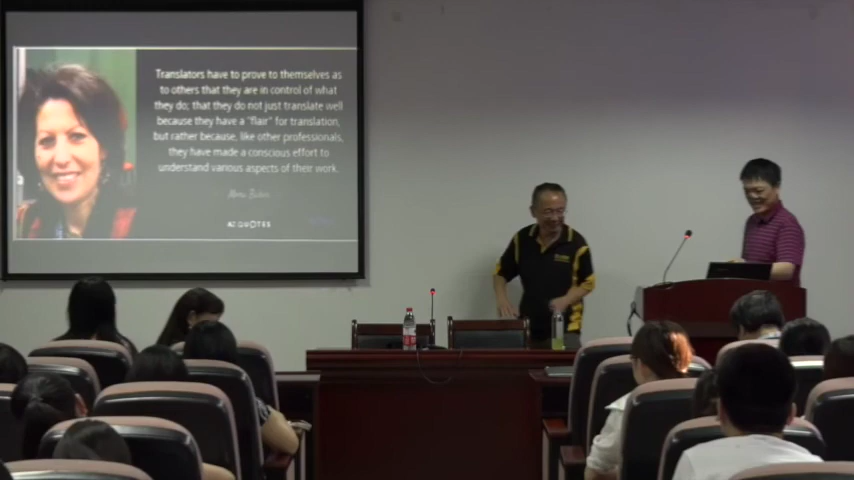 Translators have to prove to themselves as
to others that they are in control of what
they do; that they do not just translate well
because they have a "flair" for translation,
but rather because, like other professionals,
they have made a conscious effort to
understand various aspects of their work.
AZ QUOTES